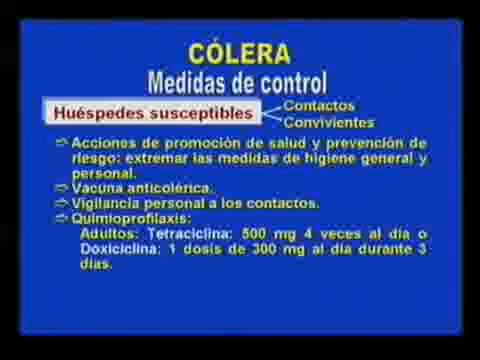 CÓLERA
Medidas de control
Huéspedes susceptibles
Contactos
Convivientes
Acciones de promoción de salud y prevención de
riesgo: extremar las medidas de higiene general y
personal.
Vacuna anticolérica.
Vigilancia personal a los contactos.
Quimioprofilaxis:
Adultos: Tetraciclina: 500 mg 4 veces al día o
Doxiciclina: 1 dosis de 300 mg al día durante 3
días.